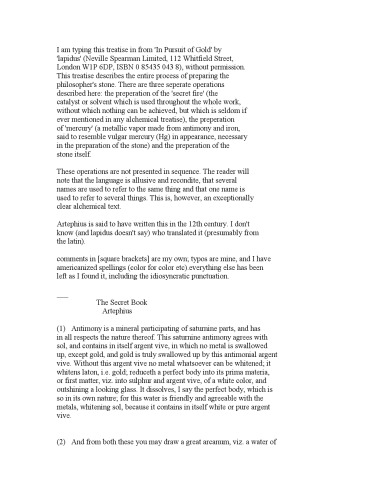 I am typing this treatise in from 'In Pursuit of Gold' by
'lapidus' (Neville Spearman Limited, 112 Whitfield Street,
London W1P 6DP, ISBN 0 85435 043 8), without permission.
This treatise describes the entire process of preparing the
philosopher's stone. There are three seperate operations
described here: the preperation of the 'secret fire' (the
catalyst or solvent which is used throughout the whole work,
without which nothing can be achieved, but which is seldom if
ever mentioned in any alchemical treatise), the preperation
of 'mercury' (a metallic vapor made from antimony and iron,
said to resemble vulgar mercury (Hg) in appearance, necessary
in the preparation of the stone) and the preperation of the
stone itself.
These operations are not presented in sequence. The reader will
note that the language is allusive and recondite, that several
names are used to refer to the same thing and that one name is
used to refer to several things. This is, however, an exceptionally
clear alchemical text.
Artephius is said to have written this in the 12th century. I don't
know (and lapidus doesn't say) who translated it (presumably from
the latin).
comments in [square brackets] are my own, typos are mine, and I have
americanized spellings (color for color etc).everything else has been
left as I found it, including the idiosyncratic punctuation.
___
The Secret Book
Artephius
(1) Antimony is a mineral participating of saturnine parts, and has
in all respects the nature thereof. This saturnine antimony agrees with
sol, and contains in itself argent vive, in which no metal is swallowed
up, except gold, and gold is truly swallowed up by this antimonial argent
vive. Without this argent vive no metal whatsoever can be whitened; it
whitens laton, i.e. gold; reduceth a perfect body into its prima materia,
or first matter, viz. into sulphur and argent vive, of a white color, and
outshining a looking glass. It dissolves, I say the perfect body, which is
so in its own nature; for this water is friendly and agreeable with the
metals, whitening sol, because it contains in itself white or pure argent
vive.
(2) And from both these you may draw a great arcanum, viz. a water of